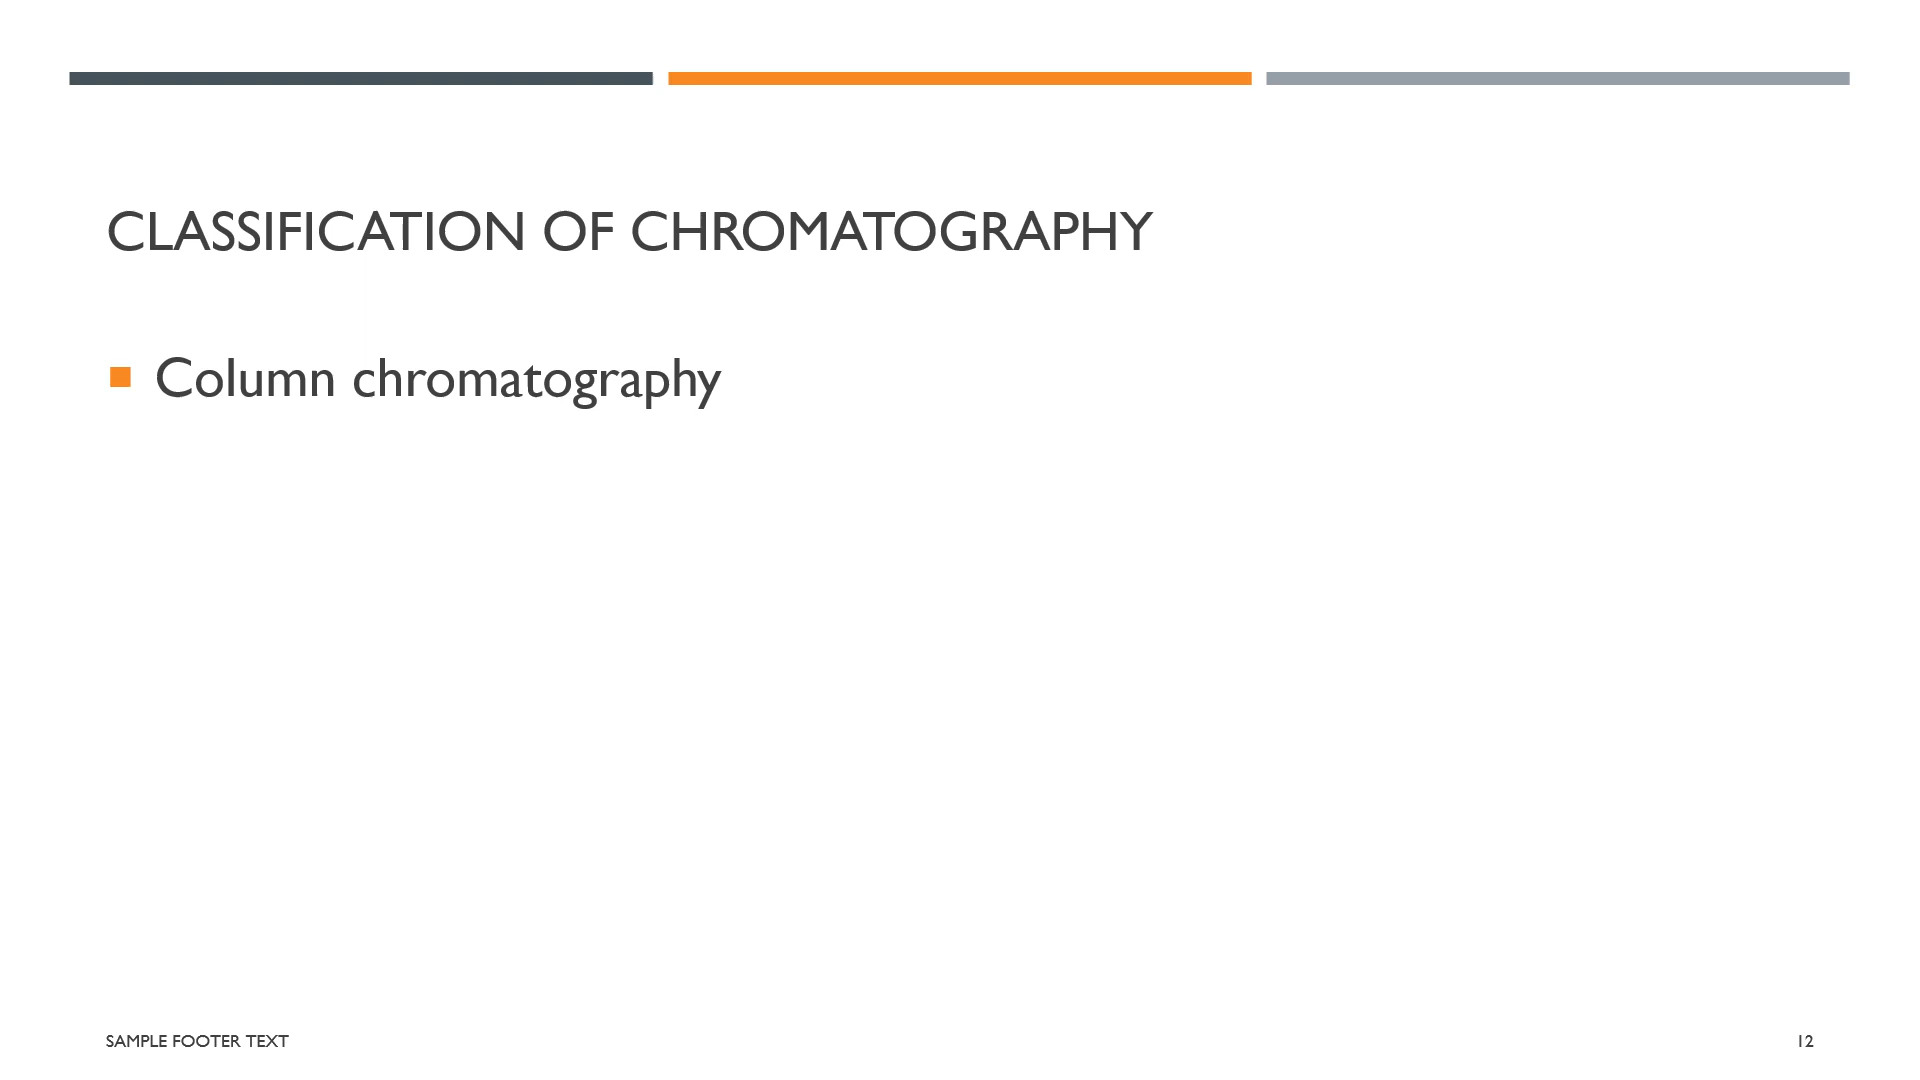 CLASSIFICATION OF CHROMATOGRAPHY
Column chromatography
SAMPLE FOOTER TEXT
12